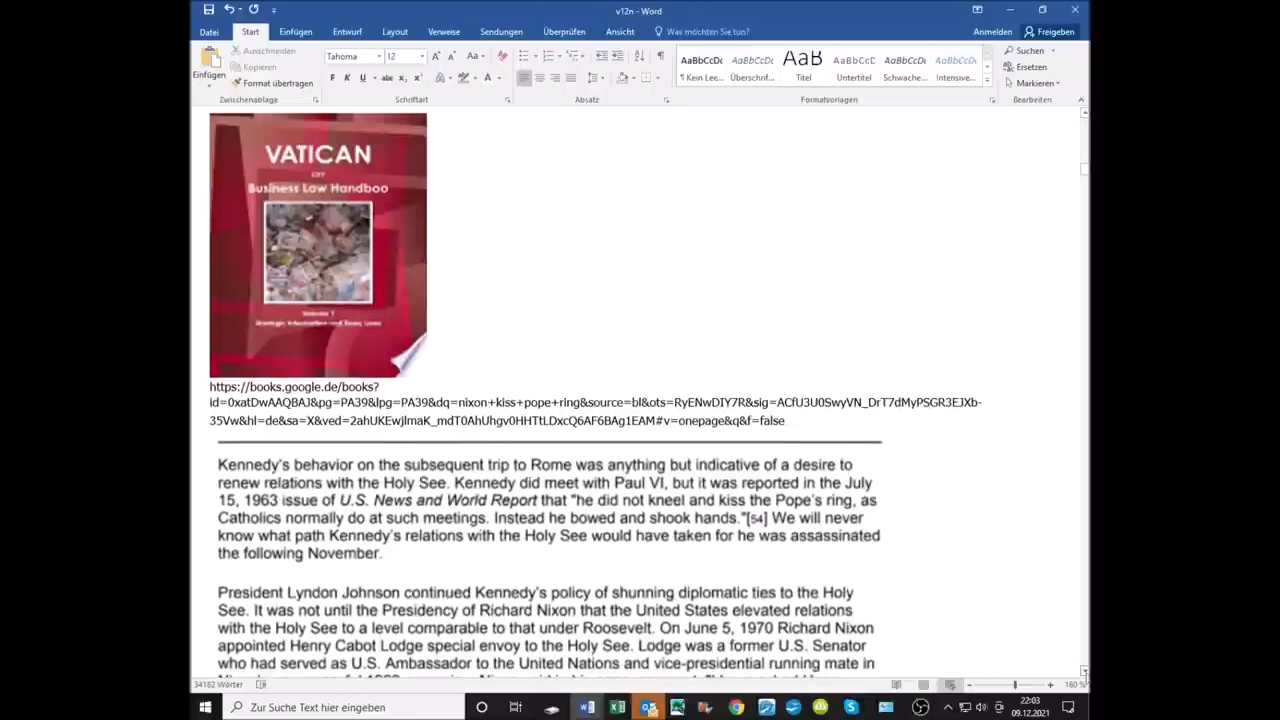 v12n - Word
Datei Start Einfügen Entwurf Layout Verweise Sendungen Überprüfen Ansicht Was möchten Sie tun? Anmelden Freigeben
Einfügen
Ausschneiden
Kopieren
Format übertragen
Zwischenablage
Tahoma 12
Schriftart
Absatz
AaBbCcDc AaBbCcDc AaB AaBbCcD AaBbCcDc AaBbCcDc
¶ Kein Lee... Überschrif... Titel Untertitel Schwache... Intensive...
Formatvorlagen
Suchen
Ersetzen
Markieren
Bearbeiten
VATICAN
CITY
Business Law Handboo
Volume 1
Strategic Information and Basic Laws
https://books.google.de/books?
id=0xatDwAAQBAJ&pg=PA39&lpg=PA39&dq=nixon+kiss+pope+ring&source=bl&ots=RyENwDIY7R&sig=ACfU3U0SwyVN_DrT7dMyPSGR3EJXb-
35Vw&hl=de&sa=X&ved=2ahUKEwjlmaK_mdT0AhUhgv0HHTtLDxcQ6AF6BAg1EAM#v=onepage&q&f=false
Kennedy's behavior on the subsequent trip to Rome was anything but indicative of a desire to
renew relations with the Holy See. Kennedy did meet with Paul VI, but it was reported in the July
15, 1963 issue of U.S. News and World Report that "he did not kneel and kiss the Pope's ring, as
Catholics normally do at such meetings. Instead he bowed and shook hands."[54] We will never
know what path Kennedy's relations with the Holy See would have taken for he was assassinated
the following November.
President Lyndon Johnson continued Kennedy's policy of shunning diplomatic ties to the Holy
See. It was not until the Presidency of Richard Nixon that the United States elevated relations
with the Holy See to a level comparable to that under Roosevelt. On June 5, 1970 Richard Nixon
appointed Henry Cabot Lodge special envoy to the Holy See. Lodge was a former U.S. Senator
who had served as U.S. Ambassador to the United Nations and vice-presidential running mate in
34182 Wörter
160 %
Zur Suche Text hier eingeben
22:03
09.12.2021